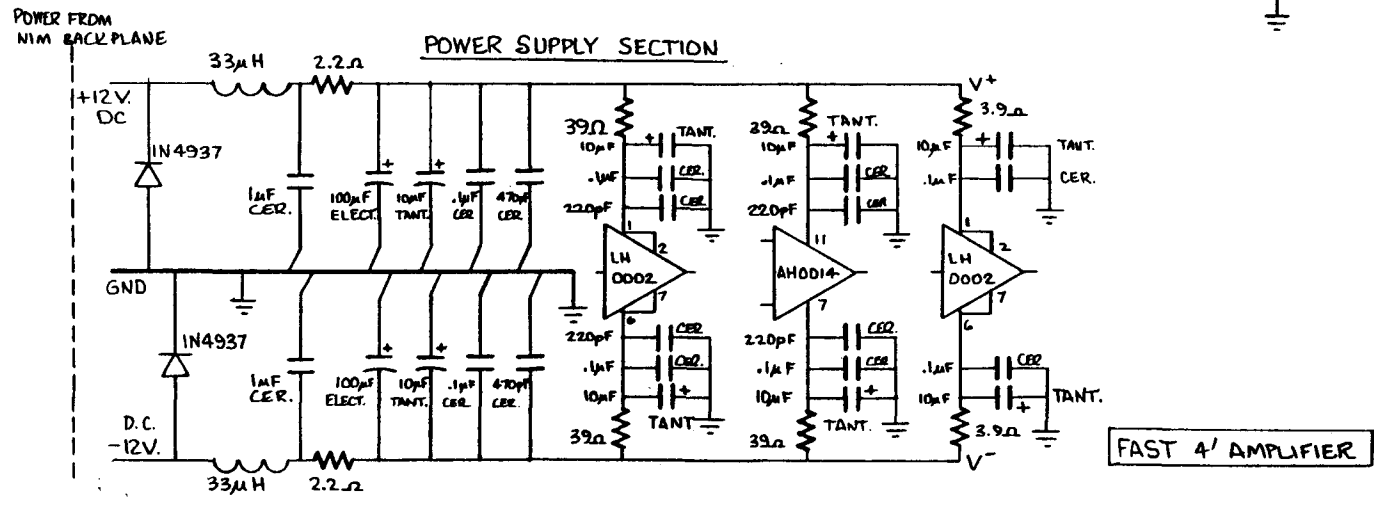 POWER FROM
NIM BACKPLANE
POWER SUPPLY SECTION
33μH 2.2Ω
+12V.
DC
V+
39Ω
39Ω
3.9Ω
1N4937
1μF
CER.
100μF
ELECT.
10μF
TANT.
.1μF
CER
470pF
CER
+
+
10μF + TANT.
.1μF CER.
220pF CER
10μF + TANT.
.1μF CER
220pF CER
10μF + TANT.
.1μF CER.
1
2
LH
0002
7
6
11
AH0014
7
1
2
LH
0002
7
6
GND
1N4937
1μF
CER.
100μF
ELECT.
10μF
TANT.
.1μF
CER
470pF
CER.
+
+
220pF CER
.1μF CER.
10μF +
TANT
220pF CER.
.1μF CER
10μF +
TANT.
.1μF CER
10μF + TANT.
39Ω
39Ω
3.9Ω
D.C.
-12V.
V-
33μH 2.2Ω
FAST 4' AMPLIFIER